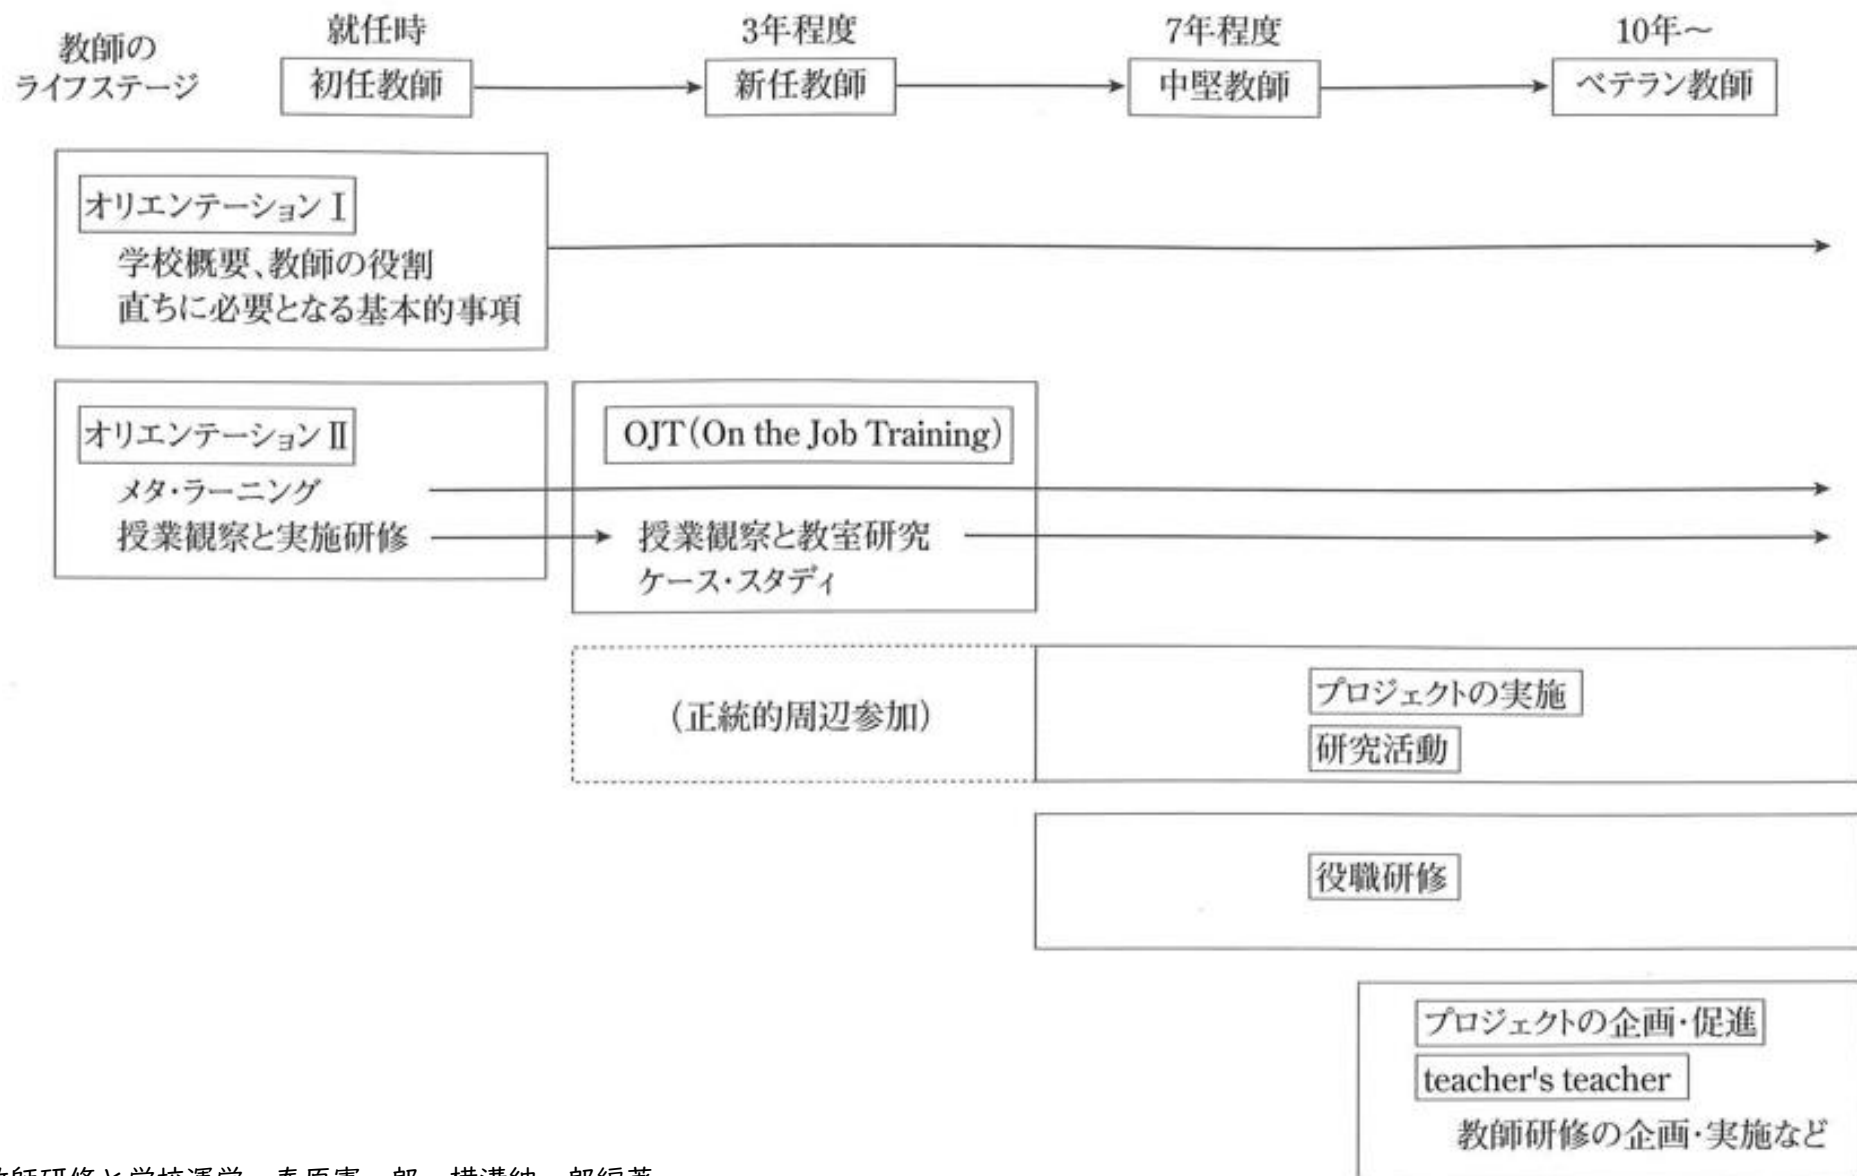 教師の
ライフステージ
就任時
初任教師
3年程度
新任教師
7年程度
中堅教師
10年～
ベテラン教師
オリエンテーション Ⅰ
学校概要、教師の役割
直ちに必要となる基本的事項
オリエンテーション Ⅱ
メタ・ラーニング
授業観察と実施研修
OJT(On the Job Training)
授業観察と教室研究
ケース・スタディ
(正統的周辺参加)
プロジェクトの実施
研究活動
役職研修
プロジェクトの企画・促進
teacher's teacher
教師研修の企画・実施など